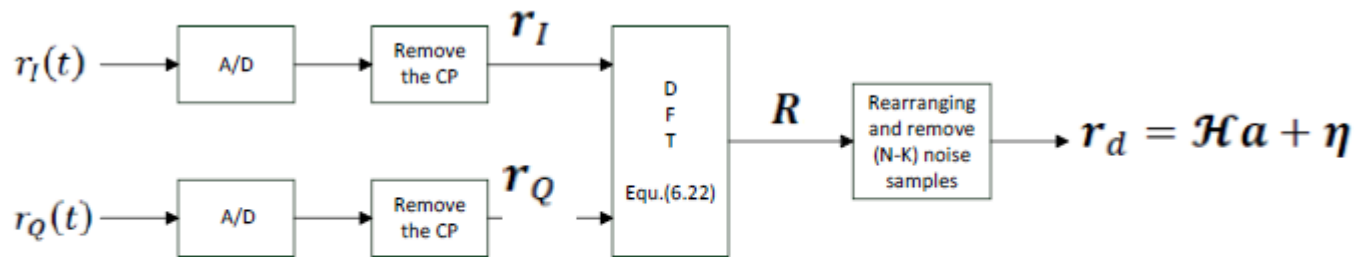 r_I(t)
A/D
Remove
the CP
r_I
D
F
T
Equ.(6.22)
R
Rearranging
and remove
(N-K) noise
samples
r_d = ℋa + η
r_Q(t)
A/D
Remove
the CP
r_Q